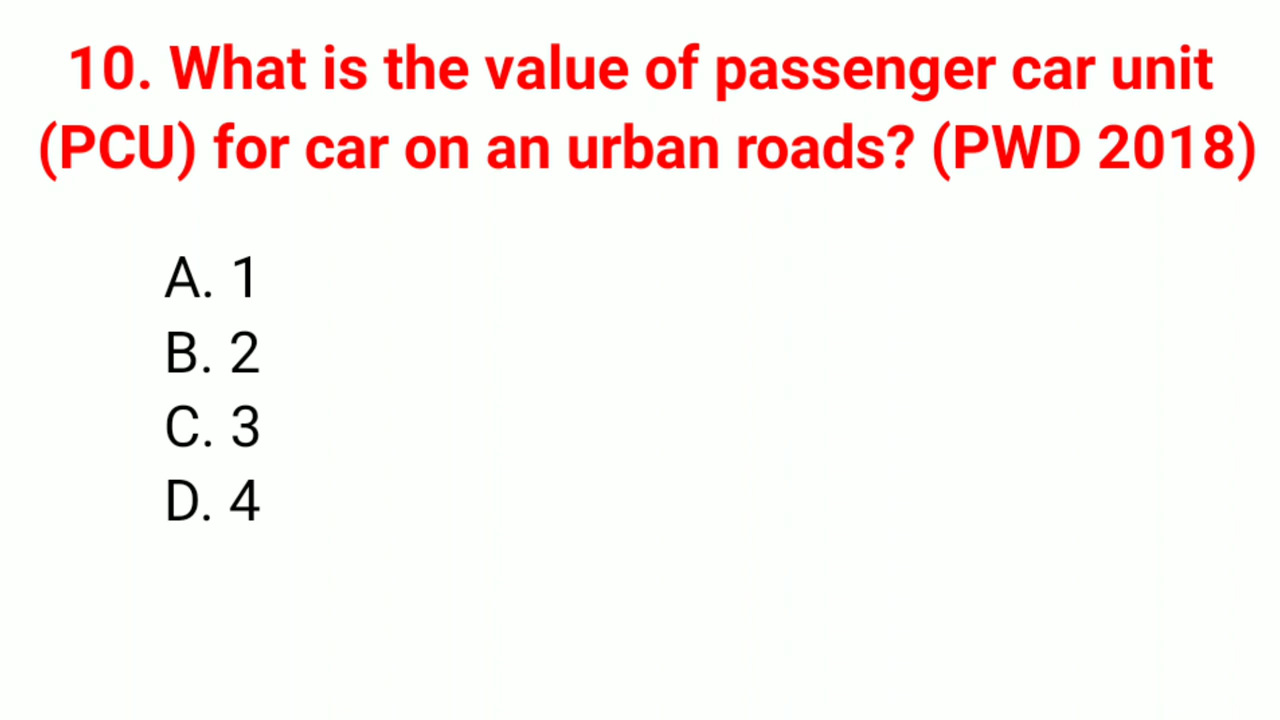 10. What is the value of passenger car unit
(PCU) for car on an urban roads? (PWD 2018)
A. 1
B. 2
C. 3
D. 4